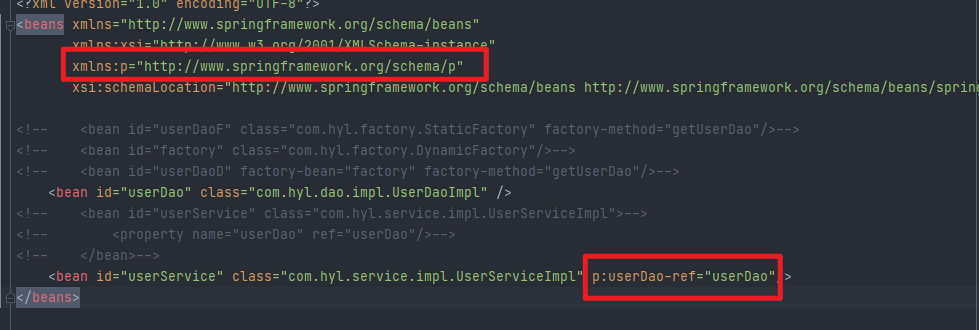 <?xml version="1.0" encoding="UTF-8"?>
<beans xmlns="http://www.springframework.org/schema/beans"
xmlns:xsi="http://www.w3.org/2001/XMLSchema-instance"
xmlns:p="http://www.springframework.org/schema/p"
xsi:schemaLocation="http://www.springframework.org/schema/beans http://www.springframework.org/schema/beans/spring
<!--    <bean id="userDaoF" class="com.hyl.factory.StaticFactory" factory-method="getUserDao"/>-->
<!--    <bean id="factory" class="com.hyl.factory.DynamicFactory"/>-->
<!--    <bean id="userDaoD" factory-bean="factory" factory-method="getUserDao"/>-->
<bean id="userDao" class="com.hyl.dao.impl.UserDaoImpl" />
<!--    <bean id="userService" class="com.hyl.service.impl.UserServiceImpl">-->
<!--        <property name="userDao" ref="userDao"/>-->
<!--    </bean>-->
<bean id="userService" class="com.hyl.service.impl.UserServiceImpl" p:userDao-ref="userDao"/>
</beans>